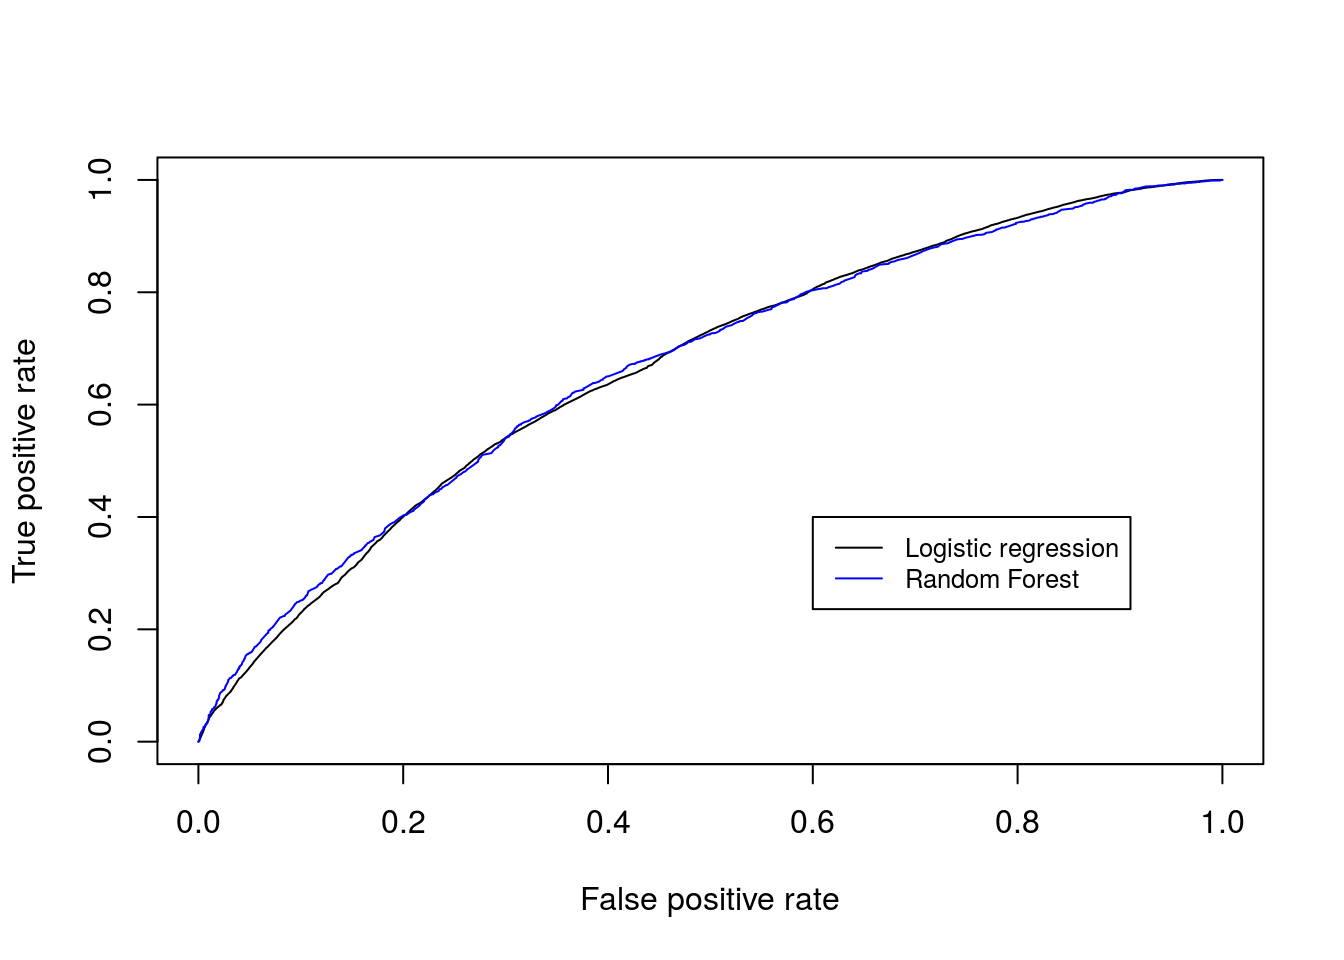 True positive rate
1.0
0.8
0.6
0.4
0.2
0.0
Logistic regression
Random Forest
0.0 0.2 0.4 0.6 0.8 1.0
False positive rate